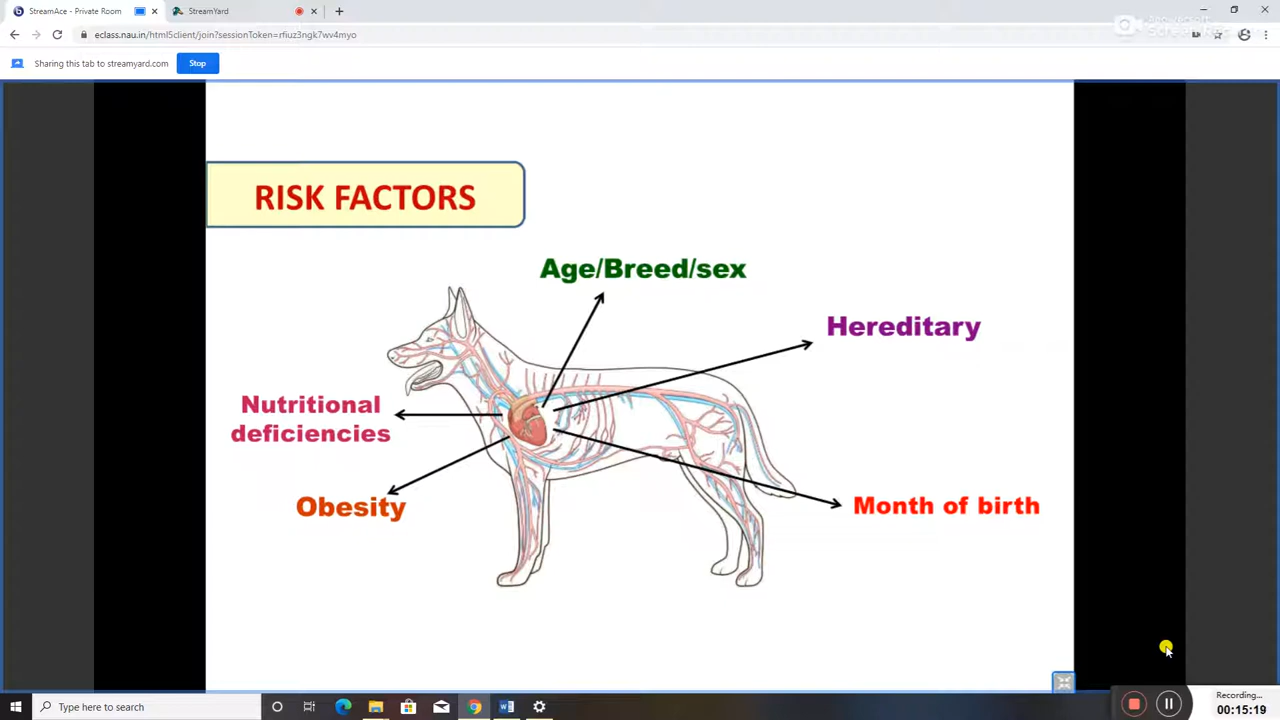 StreamAce - Private Room
StreamYard
eclass.nau.in/html5client/join?sessionToken=rfiuz3ngk7wv4myo
Sharing this tab to streamyard.com
Stop
RISK FACTORS
Age/Breed/sex
Hereditary
Nutritional
deficiencies
Obesity
Month of birth
Type here to search
Recording...
00:15:19